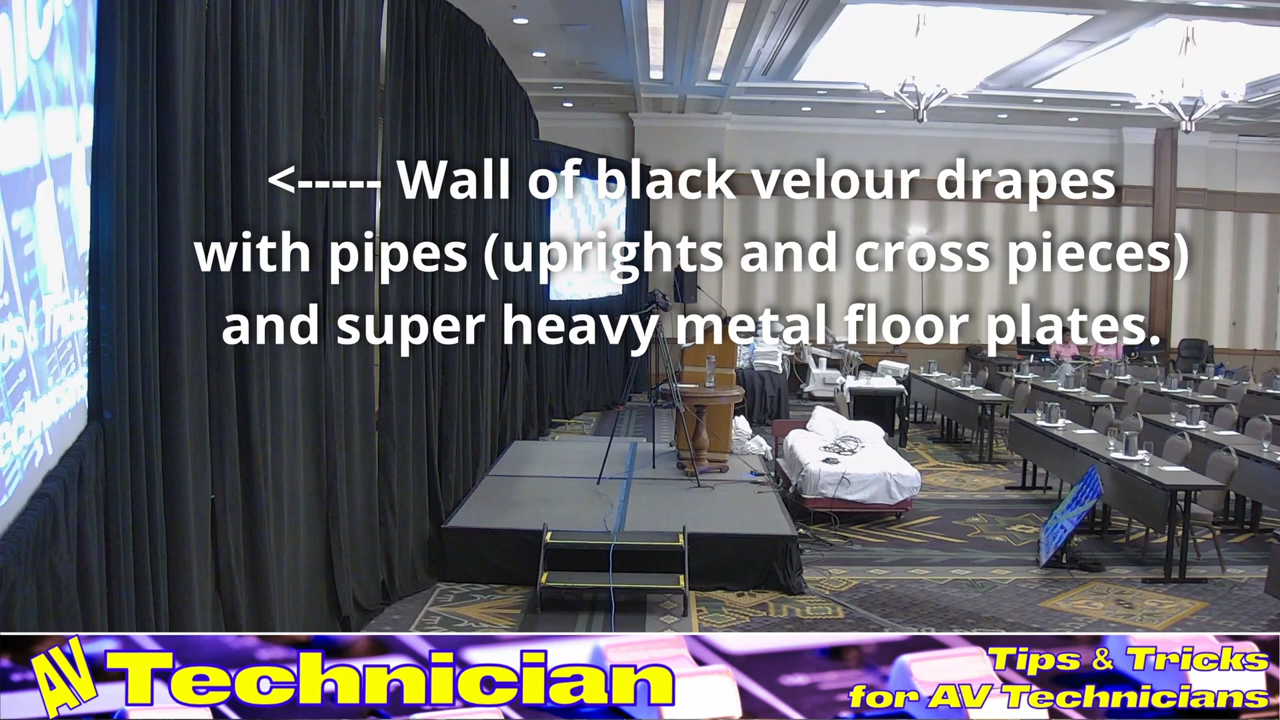 <----- Wall of black velour drapes
with pipes (uprights and cross pieces)
and super heavy metal floor plates.
AV Technician
Tips & Tricks
for AV Technicians